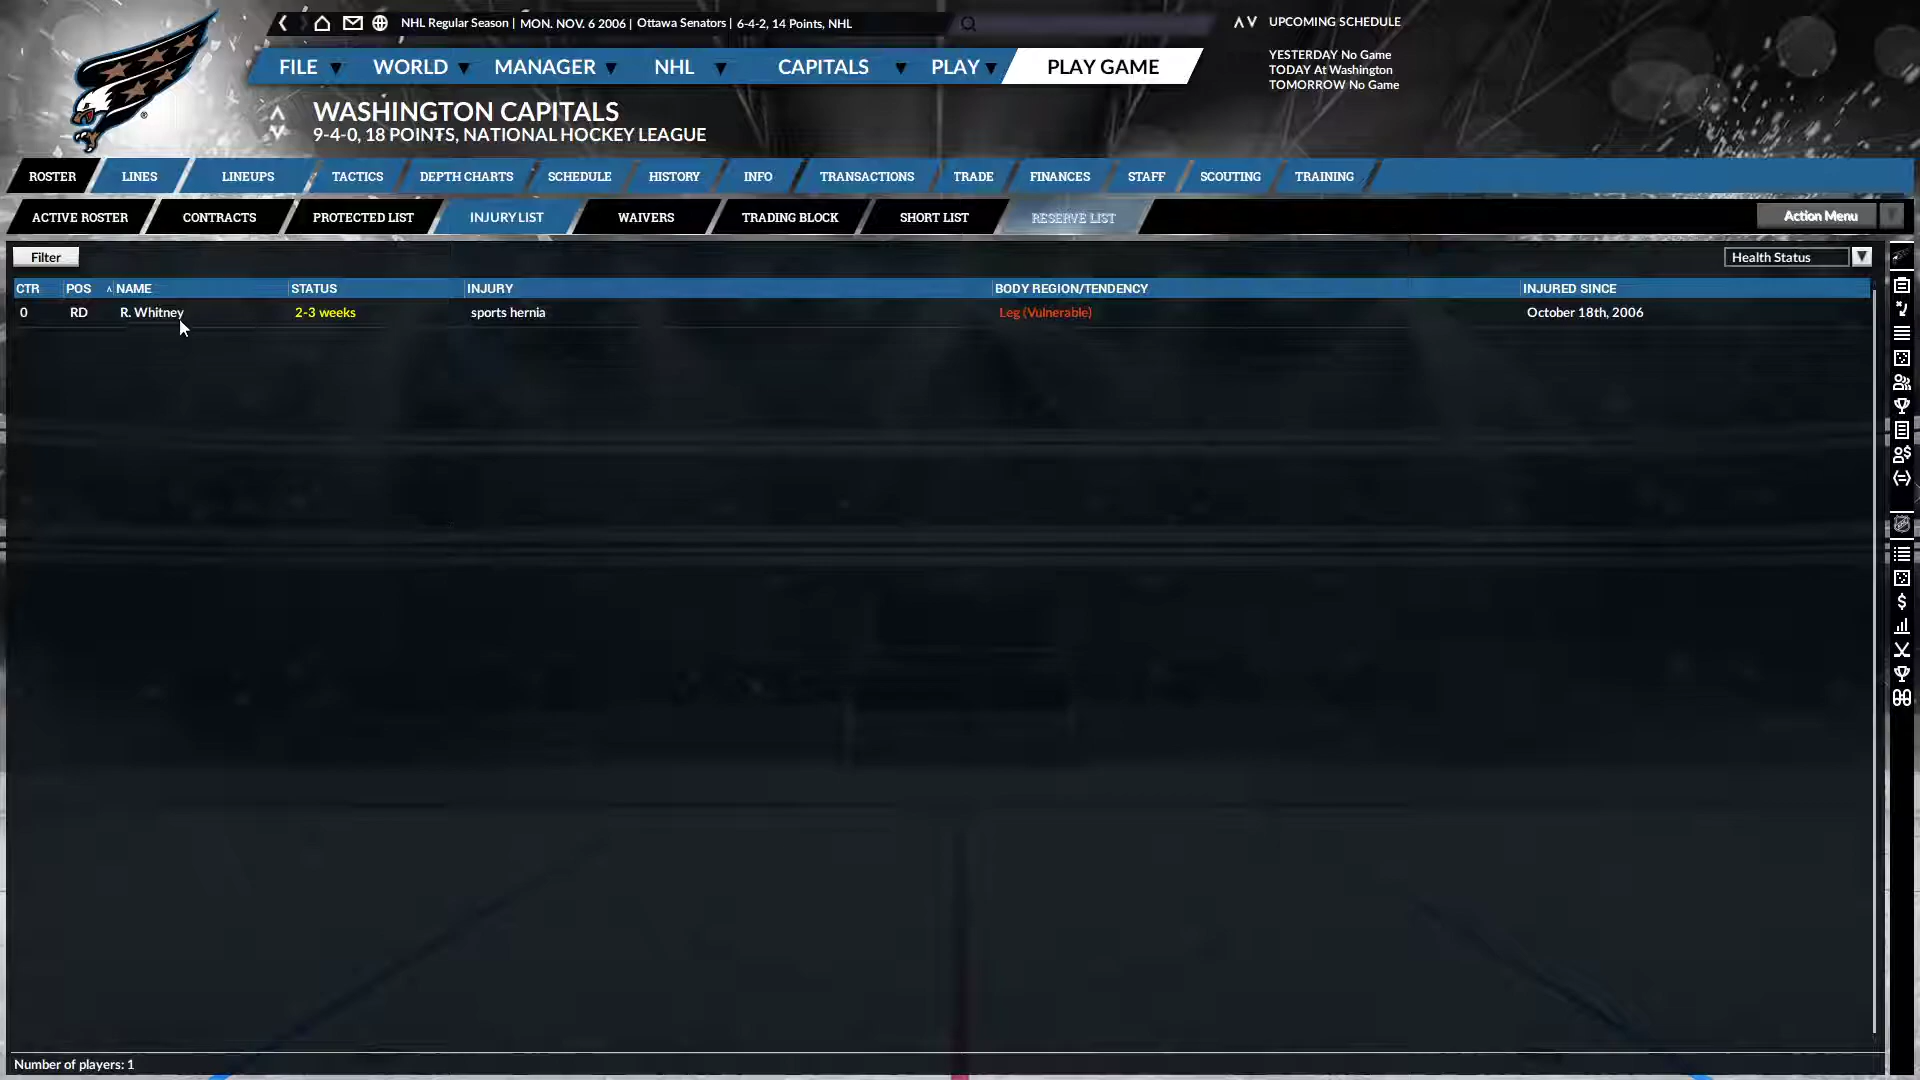 NHL Regular Season | MON. NOV. 6 2006 | Ottawa Senators | 6-4-2, 14 Points, NHL
UPCOMING SCHEDULE
YESTERDAY No Game
TODAY At Washington
TOMORROW No Game
FILE WORLD MANAGER NHL CAPITALS PLAY PLAY GAME
WASHINGTON CAPITALS
9-4-0, 18 POINTS, NATIONAL HOCKEY LEAGUE
ROSTER LINES LINEUPS TACTICS DEPTH CHARTS SCHEDULE HISTORY INFO TRANSACTIONS TRADE FINANCES STAFF SCOUTING TRAINING
ACTIVE ROSTER CONTRACTS PROTECTED LIST INJURY LIST WAIVERS TRADING BLOCK SHORT LIST RESERVE LIST Action Menu
Filter Health Status
CTR POS NAME STATUS INJURY BODY REGION/TENDENCY INJURED SINCE
0 RD R. Whitney 2-3 weeks sports hernia Leg (Vulnerable) October 18th, 2006
Number of players: 1